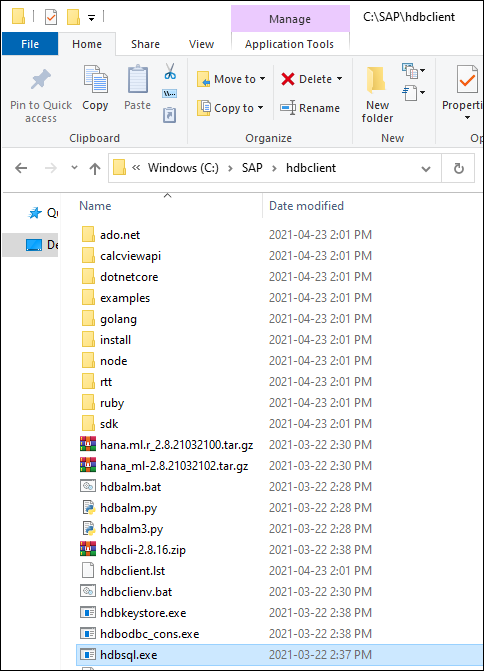 Manage
C:\SAP\hdbclient
File
Home
Share
View
Application Tools
Pin to Quick access
Copy
Paste
Move to
Copy to
Delete
Rename
New folder
Clipboard
Organize
New
« Windows (C:) > SAP > hdbclient
Name
Date modified
ado.net 2021-04-23 2:01 PM
calcviewapi 2021-04-23 2:01 PM
dotnetcore 2021-04-23 2:01 PM
examples 2021-04-23 2:01 PM
golang 2021-04-23 2:01 PM
install 2021-04-23 2:01 PM
node 2021-04-23 2:01 PM
rtt 2021-04-23 2:01 PM
ruby 2021-04-23 2:01 PM
sdk 2021-04-23 2:01 PM
hana.ml.r_2.8.21032100.tar.gz 2021-03-22 2:30 PM
hana_ml-2.8.21032102.tar.gz 2021-03-22 2:30 PM
hdbalm.bat 2021-03-22 2:28 PM
hdbalm.py 2021-03-22 2:28 PM
hdbalm3.py 2021-03-22 2:28 PM
hdbcli-2.8.16.zip 2021-03-22 2:38 PM
hdbclient.lst 2021-04-23 2:01 PM
hdbclienv.bat 2021-03-22 2:30 PM
hdbkeystore.exe 2021-03-22 2:38 PM
hdbodbc_cons.exe 2021-03-22 2:39 PM
hdbsql.exe 2021-03-22 2:37 PM